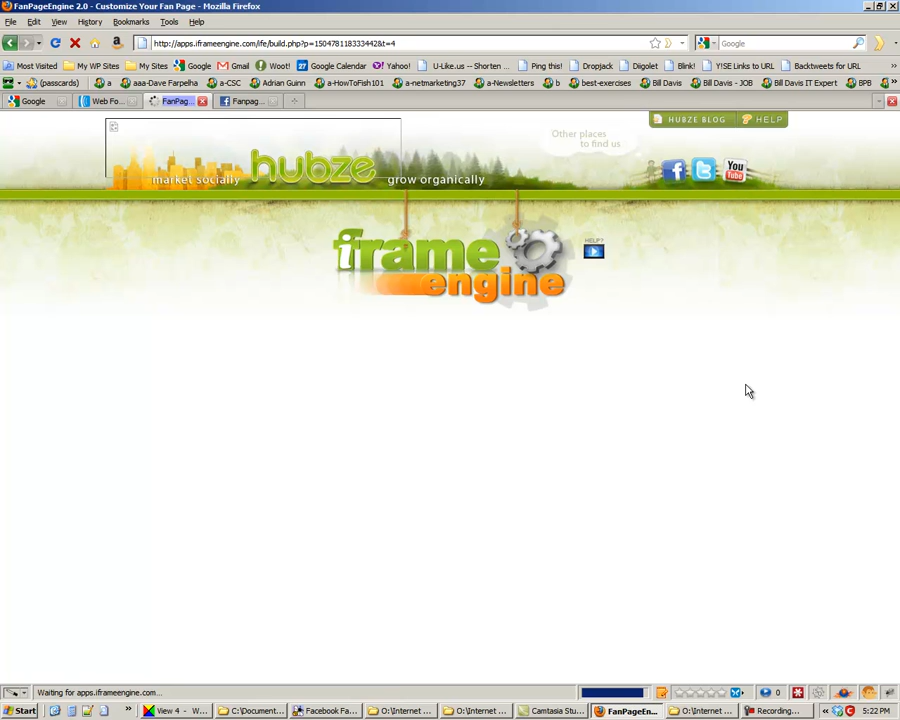 FanPageEngine 2.0 - Customize Your Fan Page - Mozilla Firefox
File Edit View History Bookmarks Tools Help
http://apps.iframeengine.com/ife/build.php?p=150478118333442&t=4
Google
Most Visited My WP Sites My Sites Google Gmail Woot! Google Calendar Yahoo! U-Like.us -- Shorten ... Ping this! Dropjack Diigolet Blink! Y!SE Links to URL Backtweets for URL
(passcards) a aaa-Dave Farpelha a-CSC Adrian Guinn a-HowToFish101 a-netmarketing37 a-Newsletters b best-exercises Bill Davis Bill Davis - JOB Bill Davis IT Expert BPB
Google Web Fo... FanPag... Fanpag...
HUBZE BLOG ? HELP
Other places
to find us
market socially hubze grow organically
f t You Tube
iframe
engine
HELP?
Waiting for apps.iframeengine.com...
0
Start View 4 - W... C:\Document... Facebook Fa... O:\Internet ... O:\Internet ... Camtasia Stu... FanPageEn... O:\Internet ... Recording... 5:22 PM